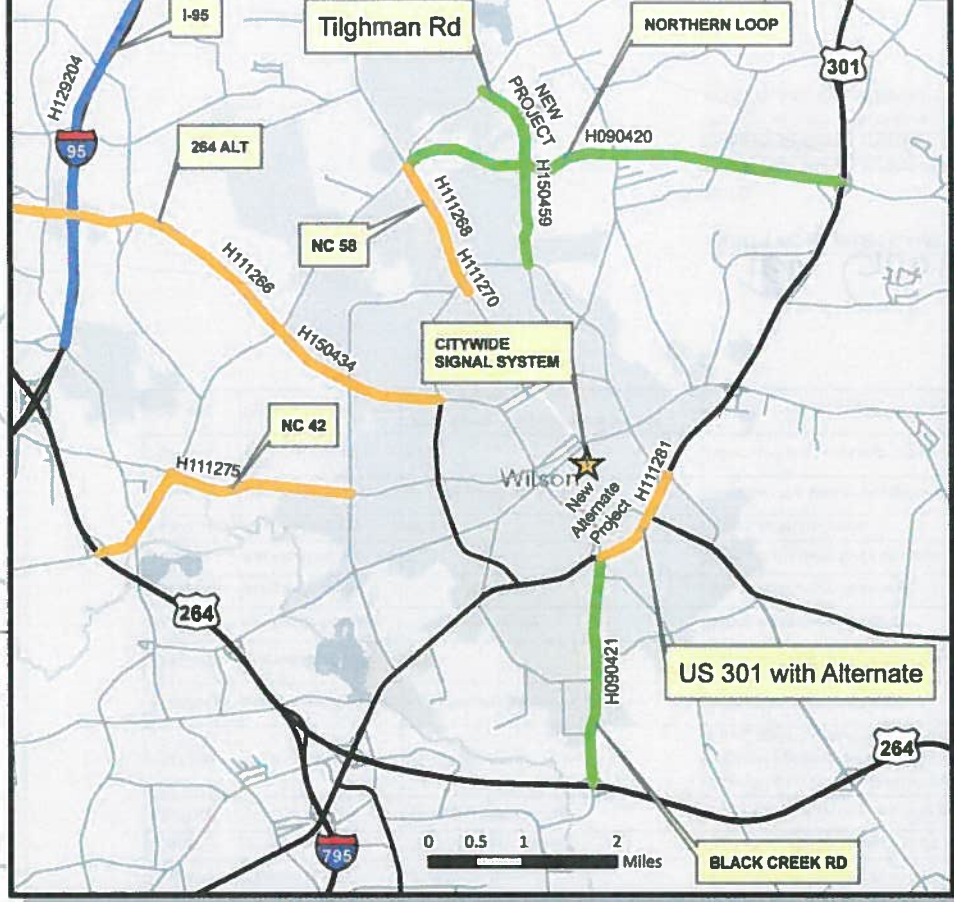 I-95
Tilghman Rd
NORTHERN LOOP
301
H129204
NEW
PROJECT
H090420
95
264 ALT
H150459
H111268
NC 58
H111266
H111270
H150434
CITYWIDE
SIGNAL SYSTEM
NC 42
H111275
Wilson
New
Alternate
Project
H111281
264
H090421
US 301 with Alternate
264
0 0.5 1 2
Miles
795
BLACK CREEK RD